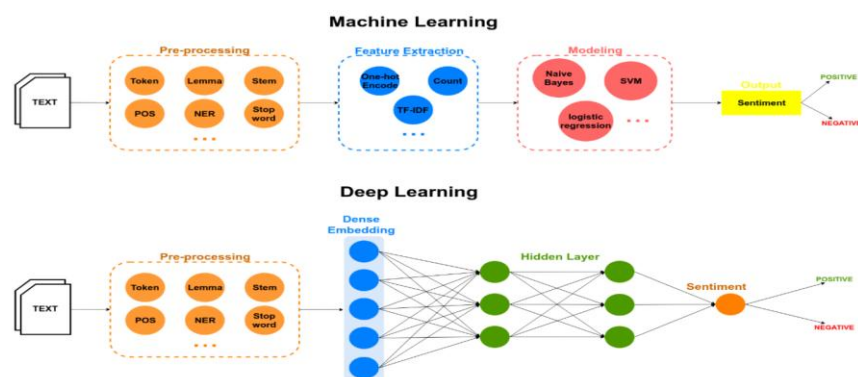 Machine Learning
Pre-processing
Feature Extraction
Modeling
Output
TEXT
Token
Lemma
Stem
POS
NER
Stop
word
...
One-hot
Encode
Count
TF-IDF
...
Naive
Bayes
SVM
logistic
regression
...
Sentiment
POSITIVE
NEGATIVE
Deep Learning
Dense
Embedding
Pre-processing
Hidden Layer
Sentiment
TEXT
Token
Lemma
Stem
POS
NER
Stop
word
...
POSITIVE
NEGATIVE